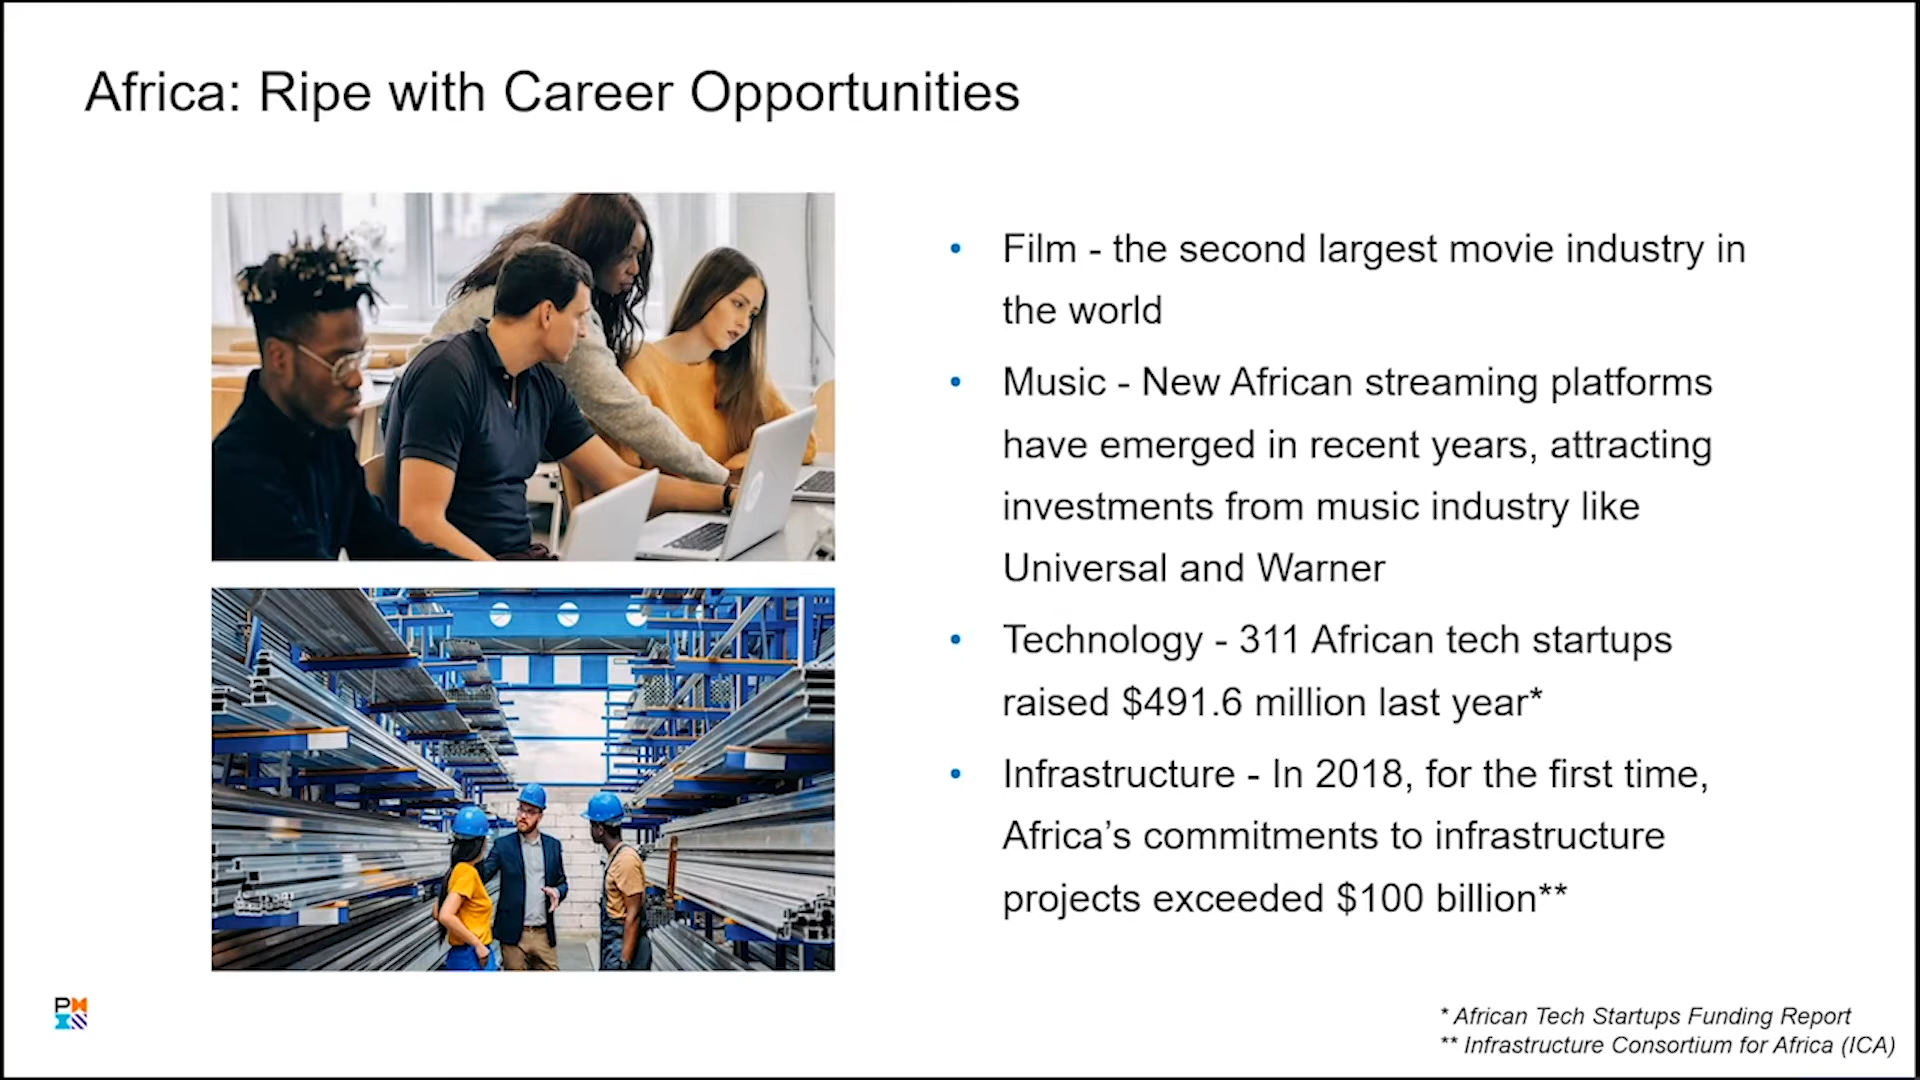 Africa: Ripe with Career Opportunities
• Film - the second largest movie industry in
the world
• Music - New African streaming platforms
have emerged in recent years, attracting
investments from music industry like
Universal and Warner
• Technology - 311 African tech startups
raised $491.6 million last year*
• Infrastructure - In 2018, for the first time,
Africa’s commitments to infrastructure
projects exceeded $100 billion**
* African Tech Startups Funding Report
** Infrastructure Consortium for Africa (ICA)